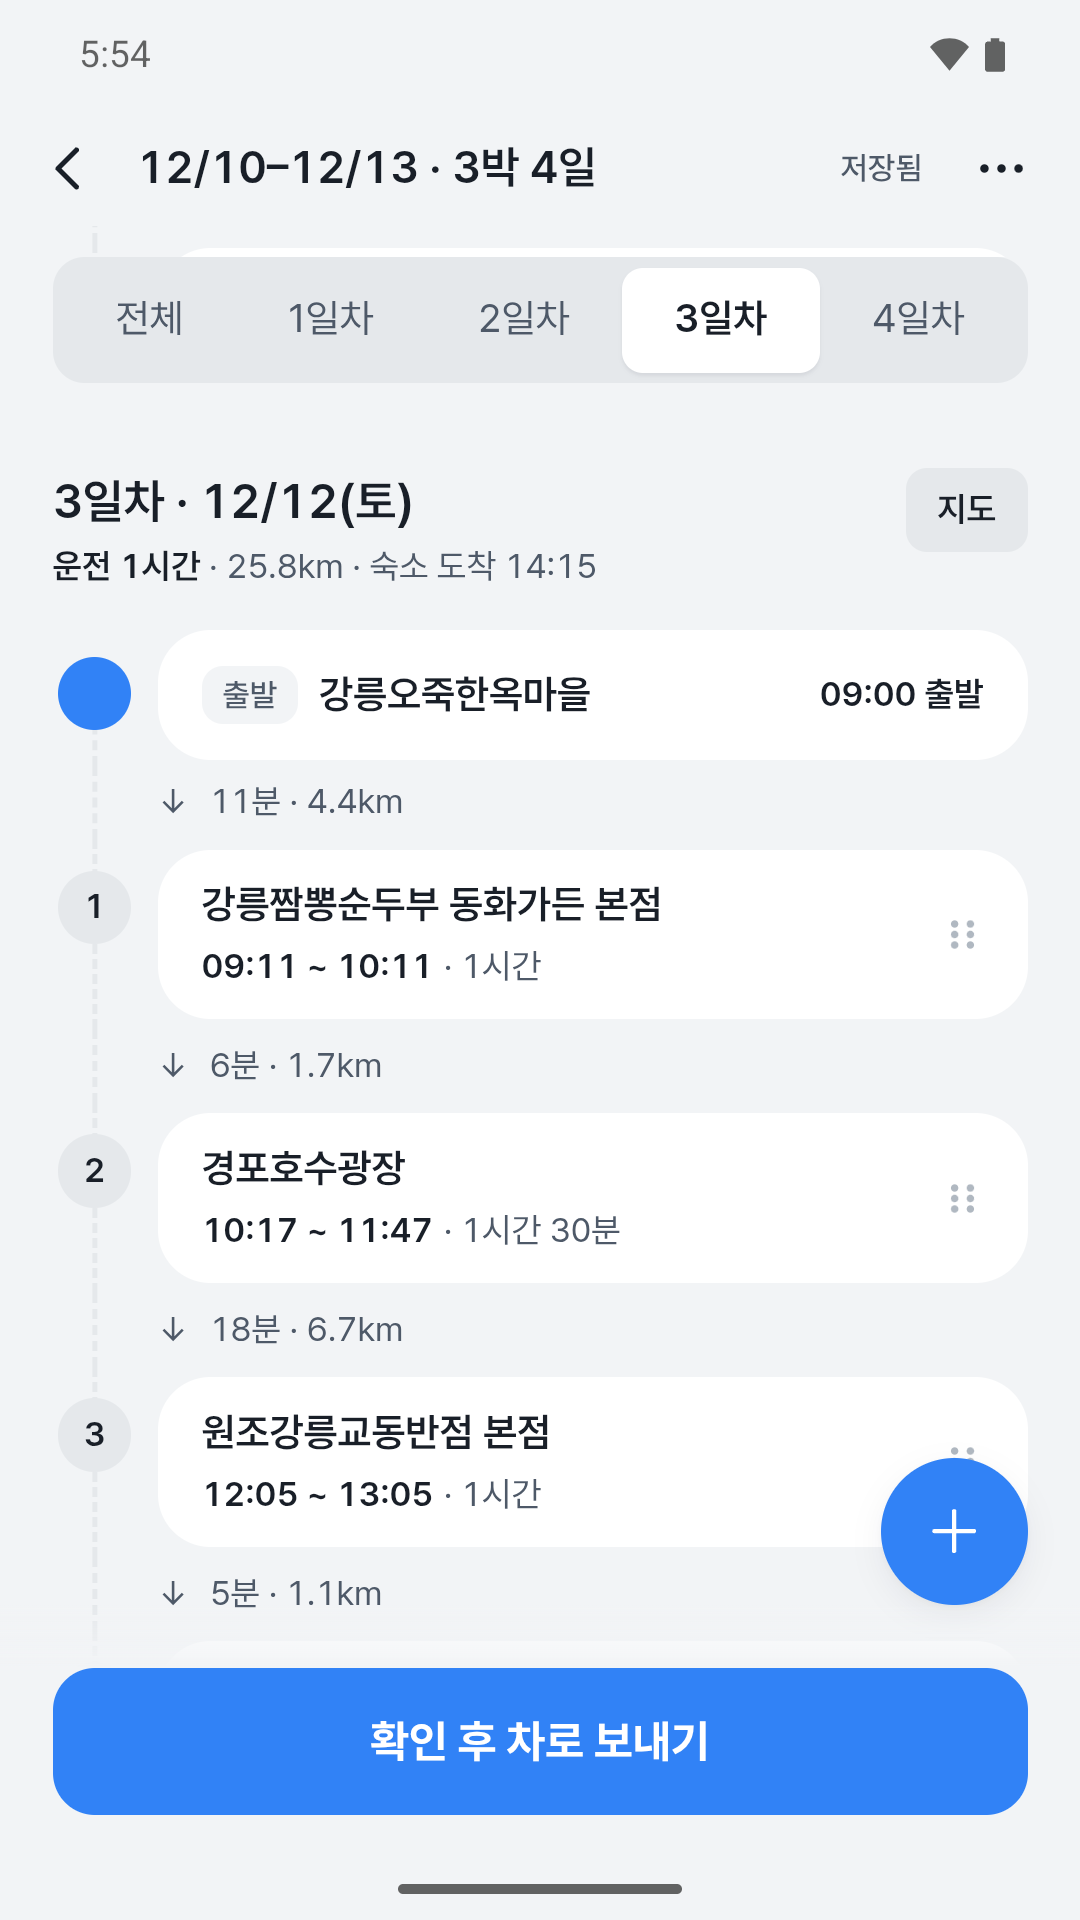 5:54
12/10–12/13 · 3박 4일
저장됨
전체 1일차 2일차 3일차 4일차
3일차 · 12/12(토)
지도
운전 1시간 · 25.8km · 숙소 도착 14:15
출발 강릉오죽한옥마을 09:00 출발
11분 · 4.4km
1
강릉짬뽕순두부 동화가든 본점
09:11 ~ 10:11 · 1시간
6분 · 1.7km
2
경포호수광장
10:17 ~ 11:47 · 1시간 30분
18분 · 6.7km
3
원조강릉교동반점 본점
12:05 ~ 13:05 · 1시간
5분 · 1.1km
확인 후 차로 보내기